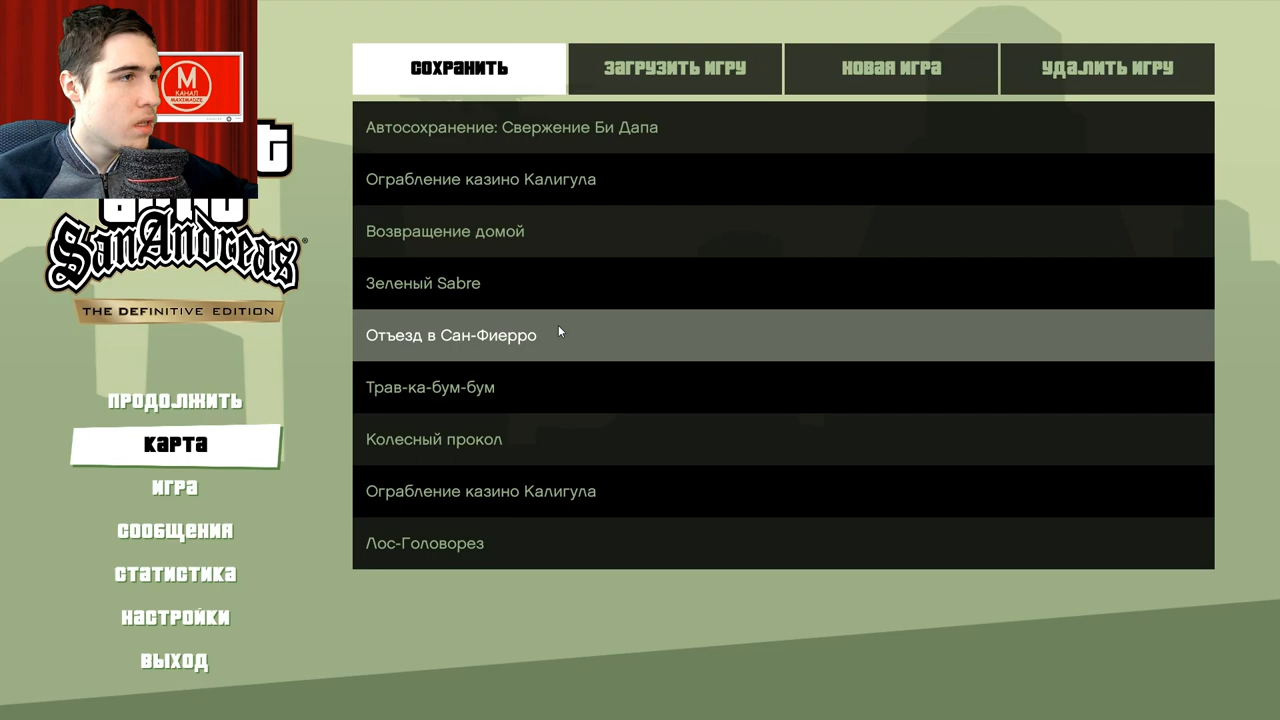 М
КАНАЛ
MAXIMADZE
t
San Andreas
THE DEFINITIVE EDITION
ПРОДОЛЖИТЬ
КАРТА
ИГРА
СООБЩЕНИЯ
СТАТИСТИКА
НАСТРОЙКИ
ВЫХОД
СОХРАНИТЬ
ЗАГРУЗИТЬ ИГРУ
НОВАЯ ИГРА
УДАЛИТЬ ИГРУ
Автосохранение: Свержение Би Дапа
Ограбление казино Калигула
Возвращение домой
Зеленый Sabre
Отъезд в Сан-Фиерро
Трав-ка-бум-бум
Колесный прокол
Ограбление казино Калигула
Лос-Головорез